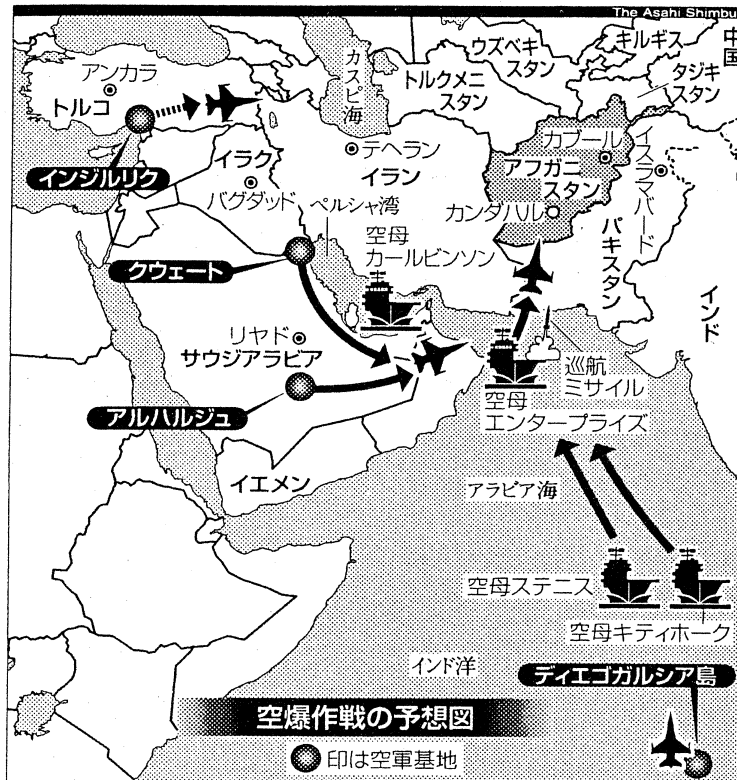 The Asahi Shimbu
アンカラ
トルコ
インジルリク
カスピ海
ウズベキ
スタン
キルギス
中
国
トルクメニ
スタン
タジキ
スタン
イラク
バグダッド
テヘラン
イラン
カブール
アフガニ
スタン
カンダハル
イスラマバード
パキスタン
インド
ペルシャ湾
クウェート
空母
カールビンソン
リヤド
サウジアラビア
アルハルジュ
空母
エンタープライズ
巡航
ミサイル
イエメン
アラビア海
空母ステニス
空母キティホーク
インド洋
ディエゴガルシア島
空爆作戦の予想図
印は空軍基地